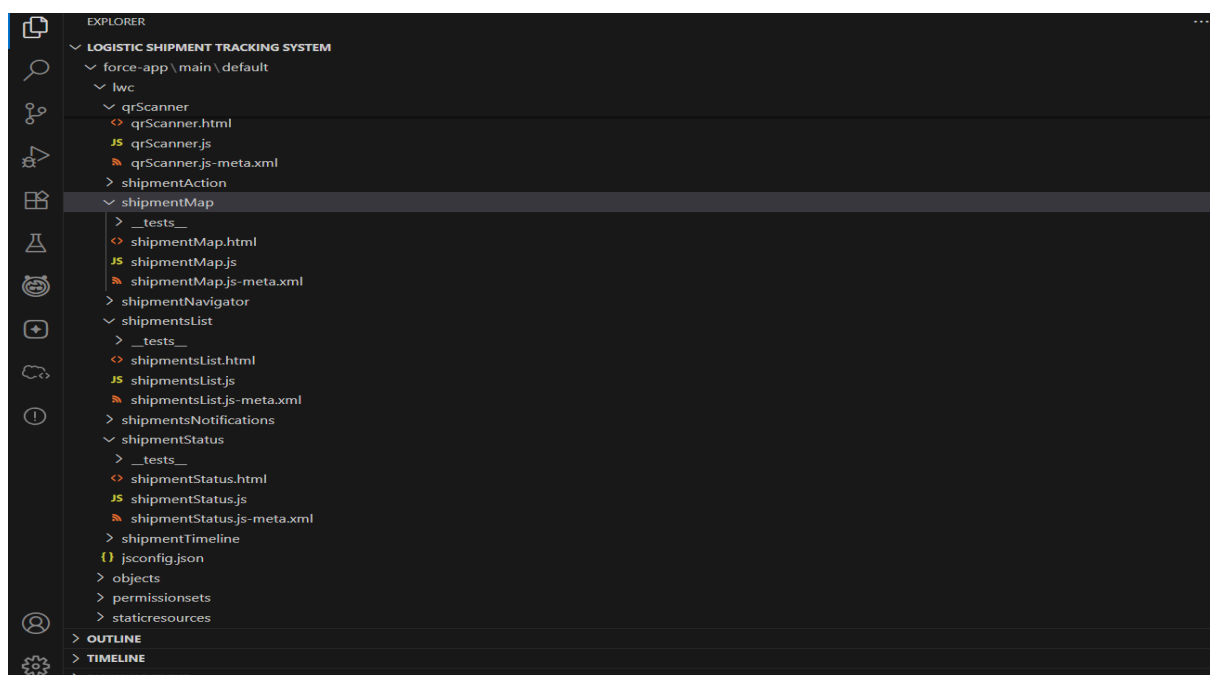 EXPLORER
LOGISTIC SHIPMENT TRACKING SYSTEM
force-app\main\default
lwc
qrScanner
qrScanner.html
JS qrScanner.js
qrScanner.js-meta.xml
shipmentAction
shipmentMap
__tests__
shipmentMap.html
JS shipmentMap.js
shipmentMap.js-meta.xml
shipmentNavigator
shipmentsList
__tests__
shipmentsList.html
JS shipmentsList.js
shipmentsList.js-meta.xml
shipmentsNotifications
shipmentStatus
__tests__
shipmentStatus.html
JS shipmentStatus.js
shipmentStatus.js-meta.xml
shipmentTimeline
{} jsconfig.json
objects
permissionsets
staticresources
OUTLINE
TIMELINE